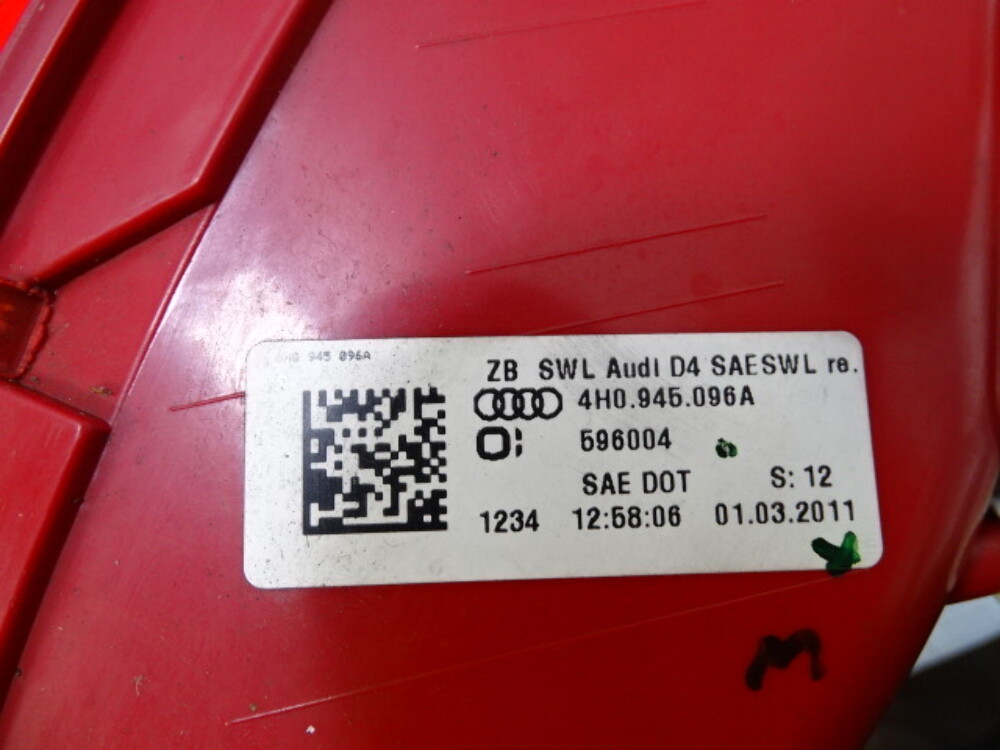 945 096A
ZB SWL Audi D4 SAESWL re.
4H0.945.096A
596004
SAE DOT S: 12
1234 12:58:06 01.03.2011
M